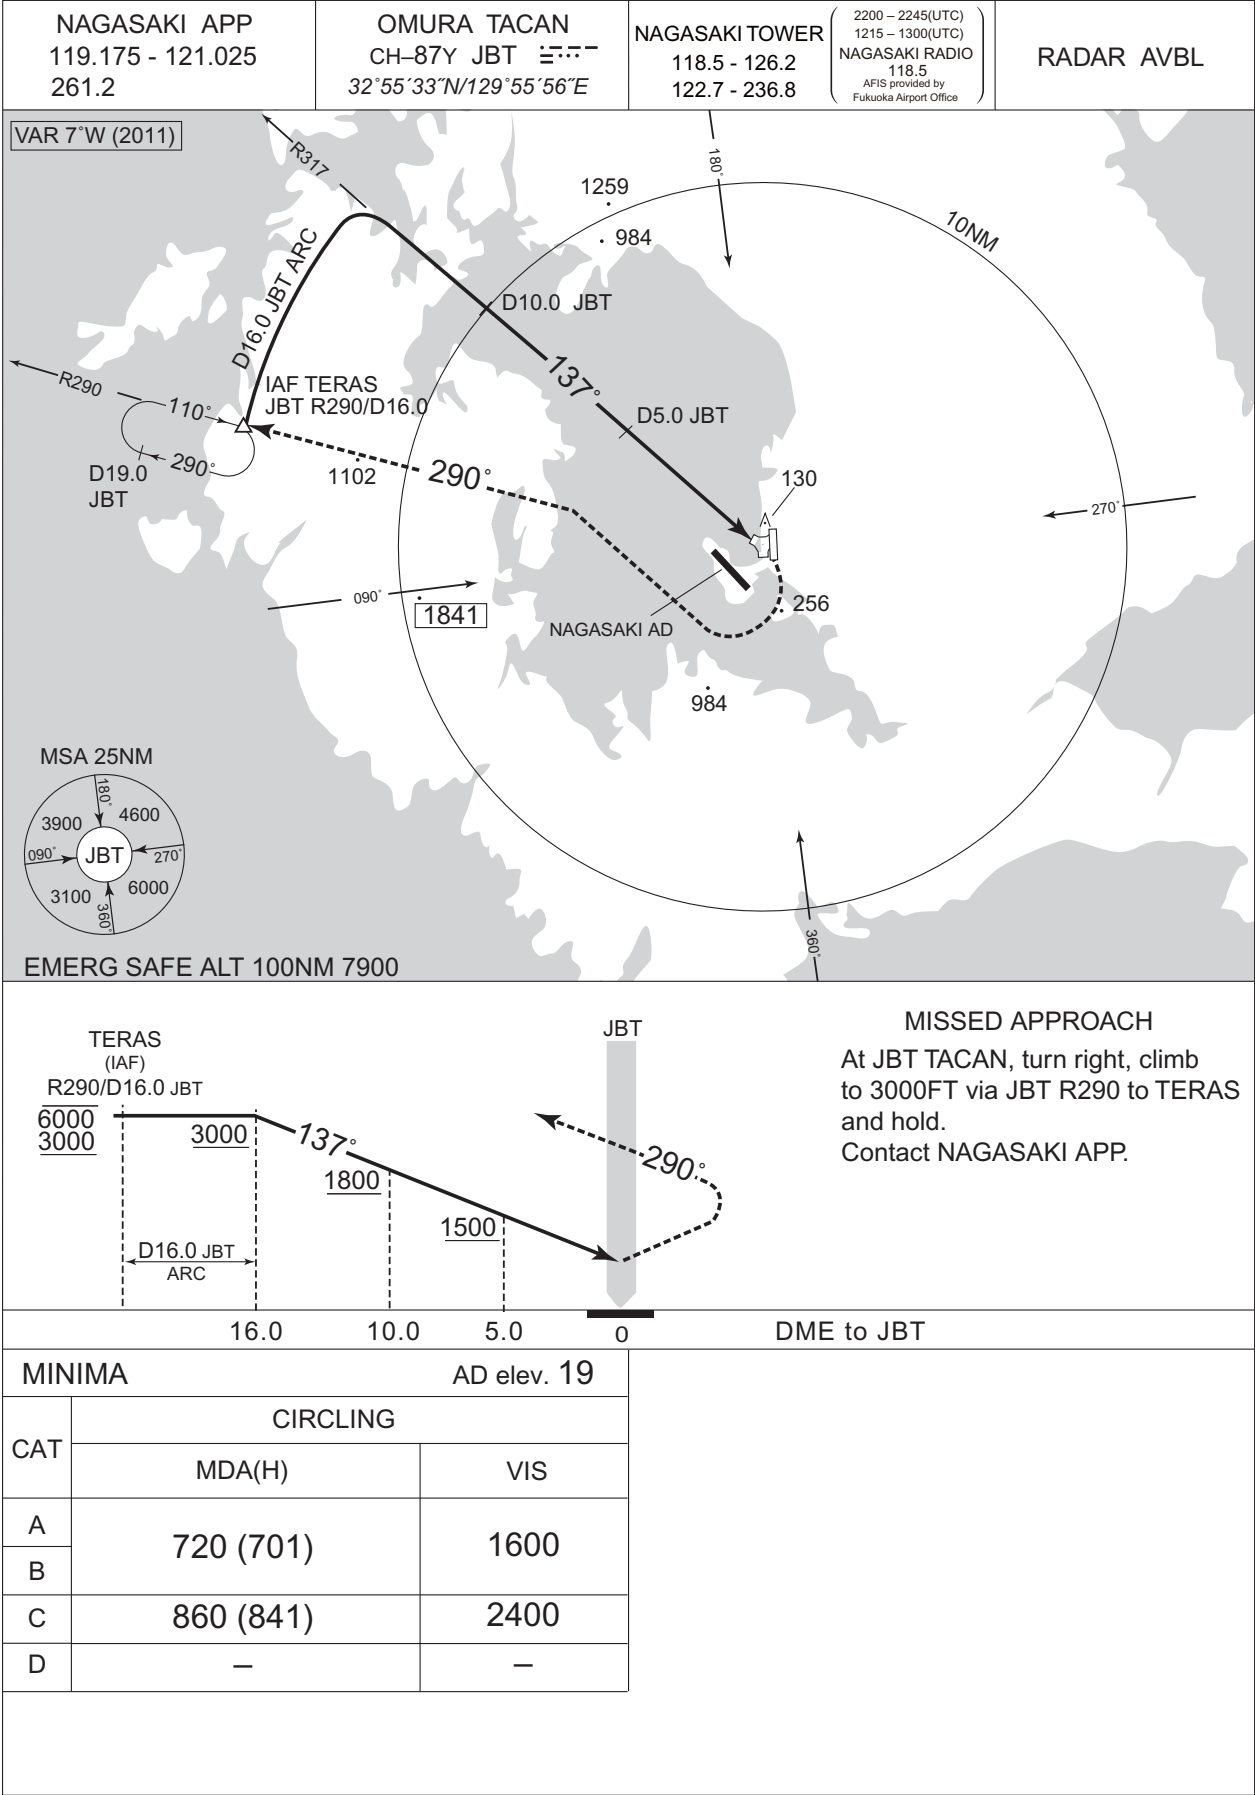 NAGASAKI APP
119.175 - 121.025
261.2
OMURA TACAN
CH–87Y JBT
32˚55´33˝N/129˚55´56˝E
NAGASAKI TOWER
118.5 - 126.2
122.7 - 236.8
2200 – 2245(UTC)
1215 – 1300(UTC)
NAGASAKI RADIO
118.5
AFIS provided by
Fukuoka Airport Office
RADAR AVBL
VAR 7˚W (2011)
R317
180˚
1259
984
10NM
D16.0 JBT ARC
D10.0 JBT
137˚
R290
IAF TERAS
JBT R290/D16.0
110˚
290˚
D19.0
JBT
1102
290˚
D5.0 JBT
130
270˚
090˚
1841
NAGASAKI AD
256
984
360˚
MSA 25NM
180˚
3900
4600
090˚
JBT
270˚
3100
6000
360˚
EMERG SAFE ALT 100NM 7900
TERAS
(IAF)
R290/D16.0 JBT
6000
3000
3000
137˚
1800
1500
D16.0 JBT
ARC
JBT
290˚
MISSED APPROACH
At JBT TACAN, turn right, climb
to 3000FT via JBT R290 to TERAS
and hold.
Contact NAGASAKI APP.
16.0 10.0 5.0 0 DME to JBT
MINIMA AD elev. 19
CAT
CIRCLING
MDA(H) VIS
A
B
720 (701) 1600
C 860 (841) 2400
D – –